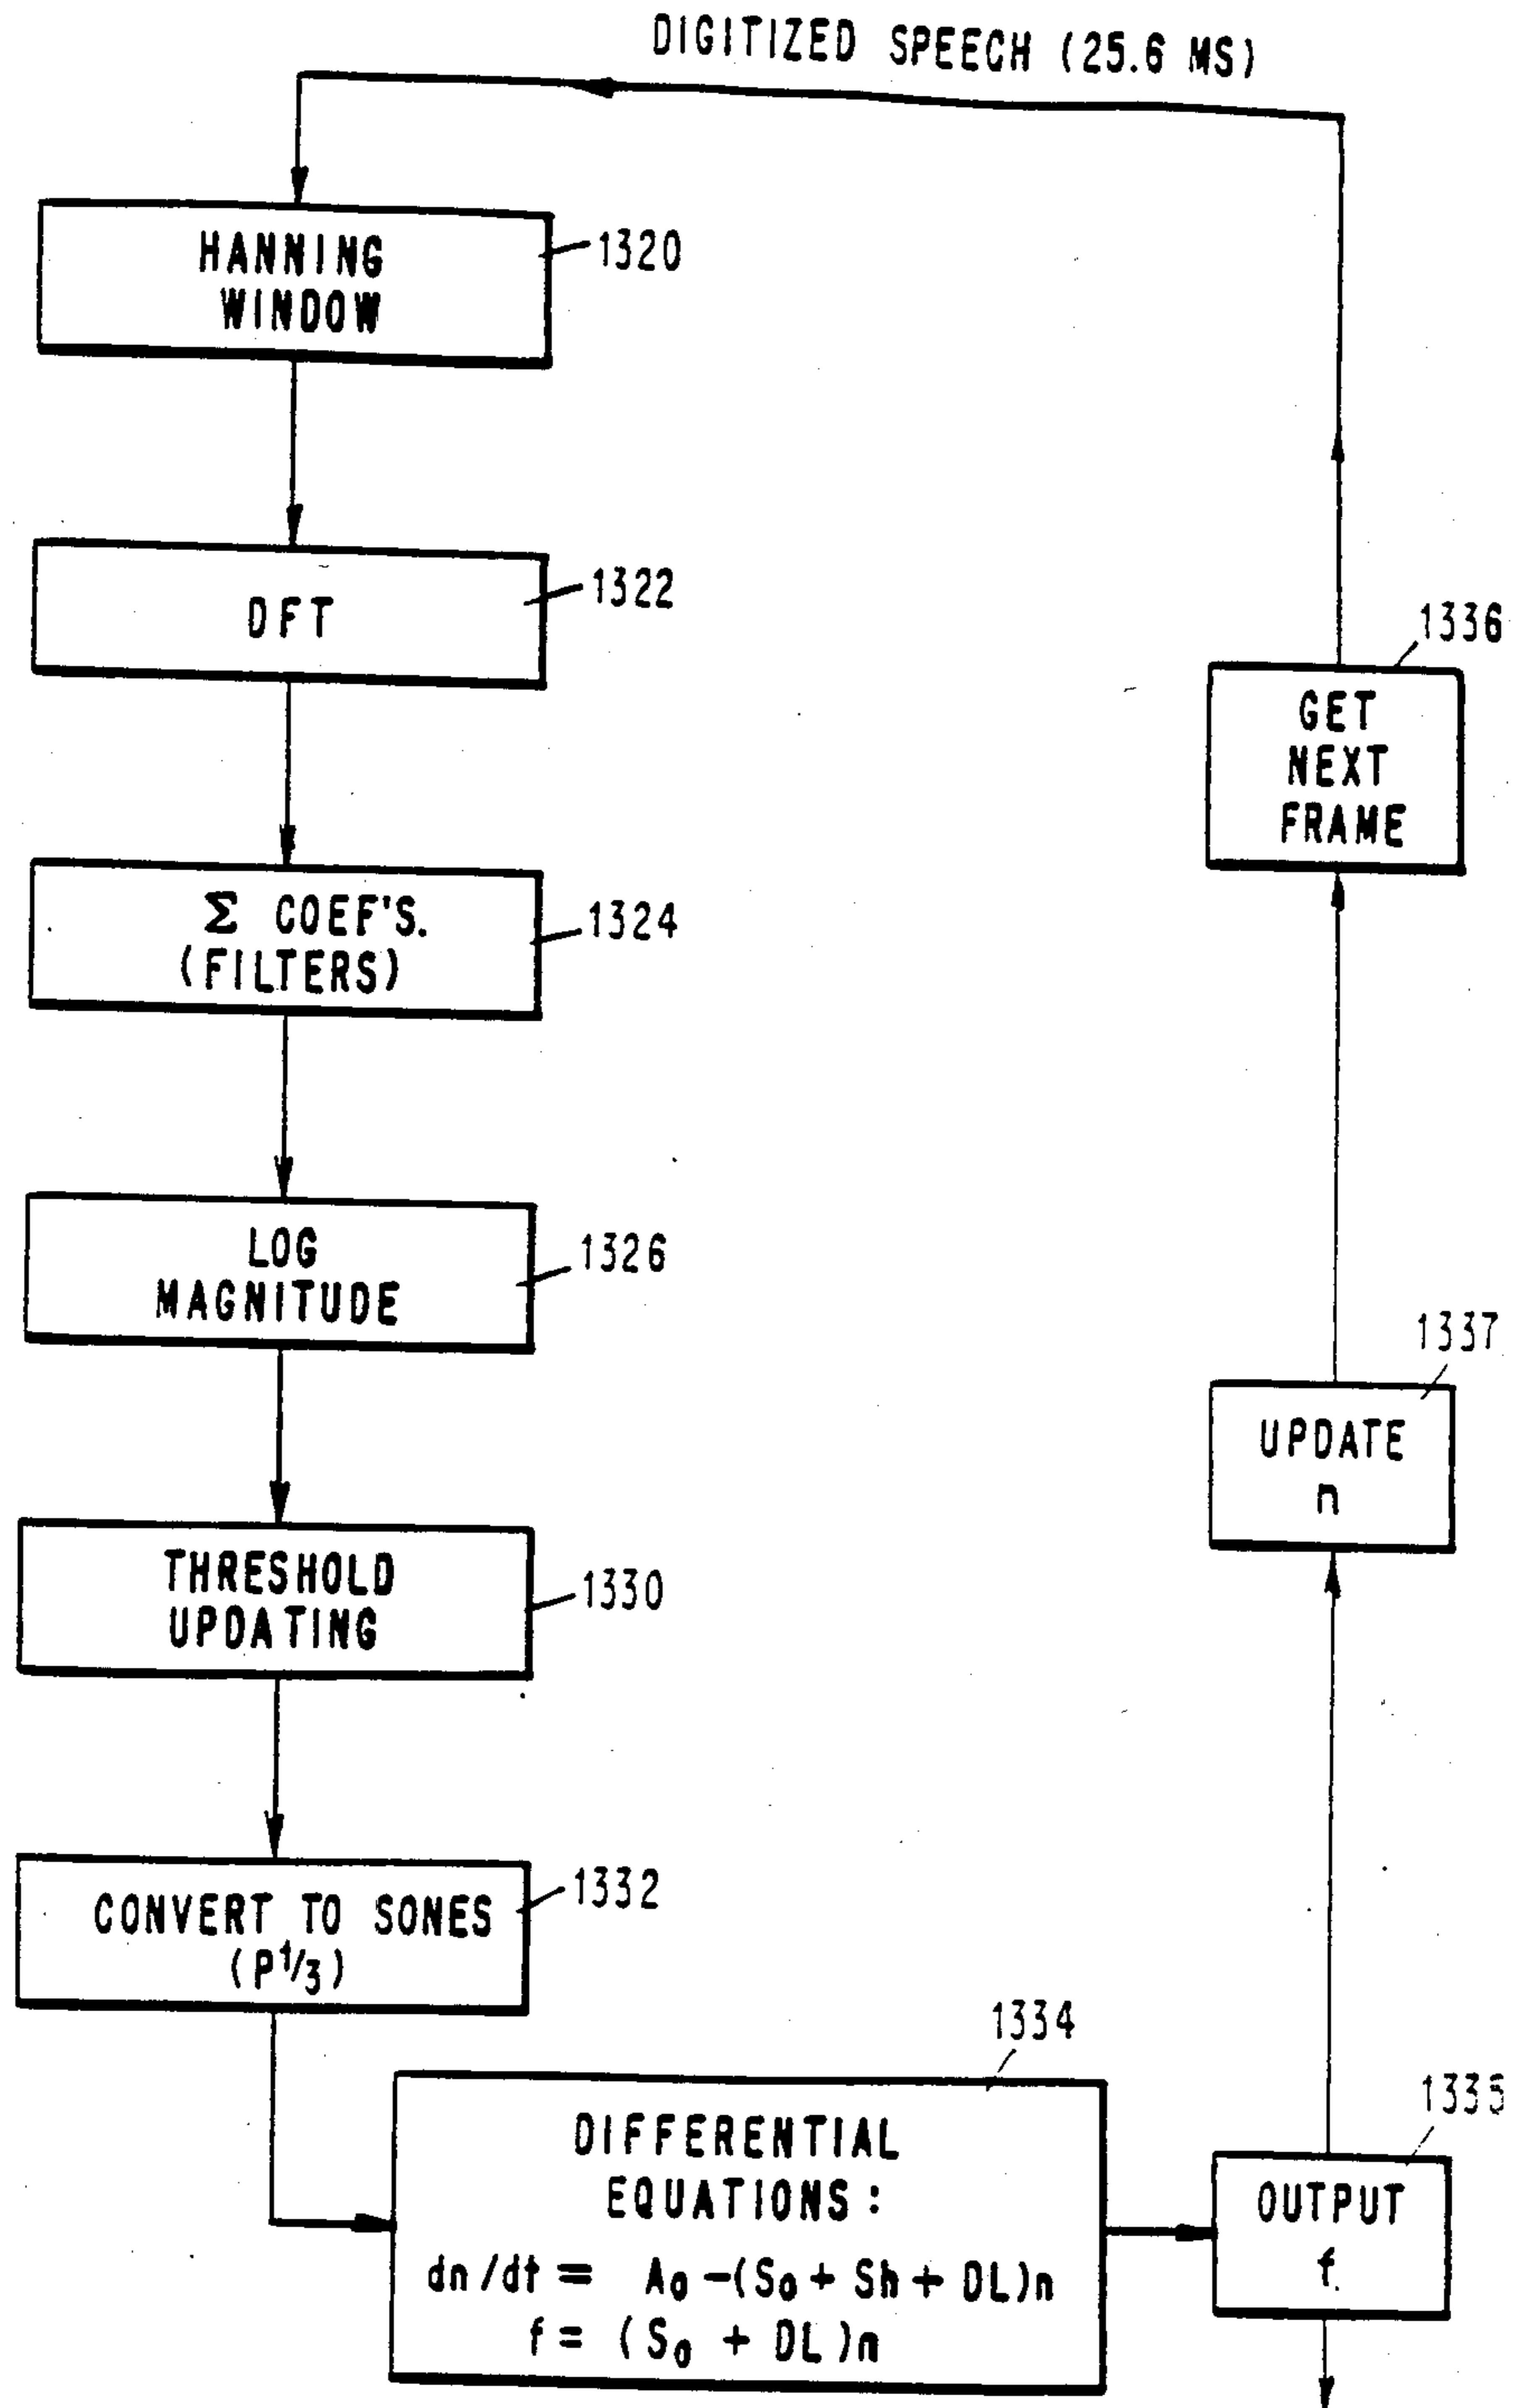 DIGITIZED SPEECH (25.6 MS)
HANNING
WINDOW
1320
DFT
1322
Σ COEF'S.
(FILTERS)
1324
LOG
MAGNITUDE
1326
THRESHOLD
UPDATING
1330
CONVERT TO SONES
(P1/3)
1332
DIFFERENTIAL
EQUATIONS:
dn/dt = A0 -(S0 + Sh + DL)n
f = (S0 + DL)n
1334
OUTPUT
f
1335
UPDATE
n
1337
GET
NEXT
FRAME
1336